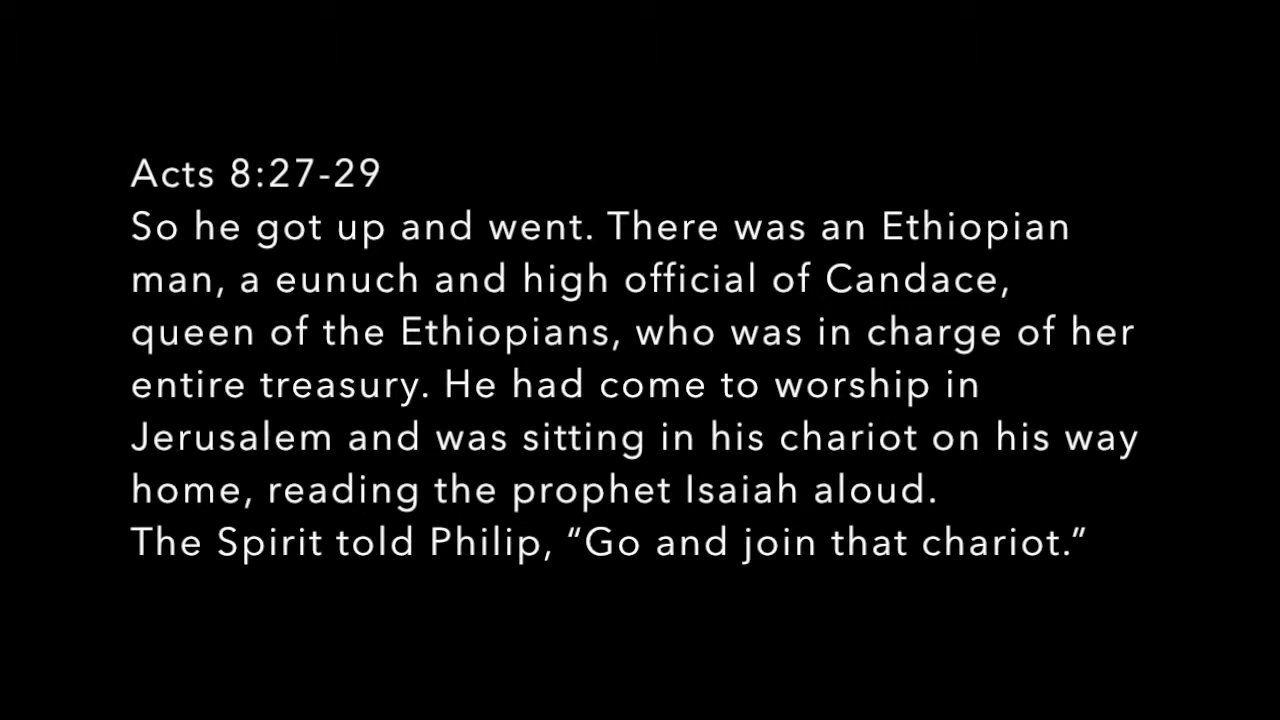 Acts 8:27-29
So he got up and went. There was an Ethiopian
man, a eunuch and high official of Candace,
queen of the Ethiopians, who was in charge of her
entire treasury. He had come to worship in
Jerusalem and was sitting in his chariot on his way
home, reading the prophet Isaiah aloud.
The Spirit told Philip, “Go and join that chariot.”